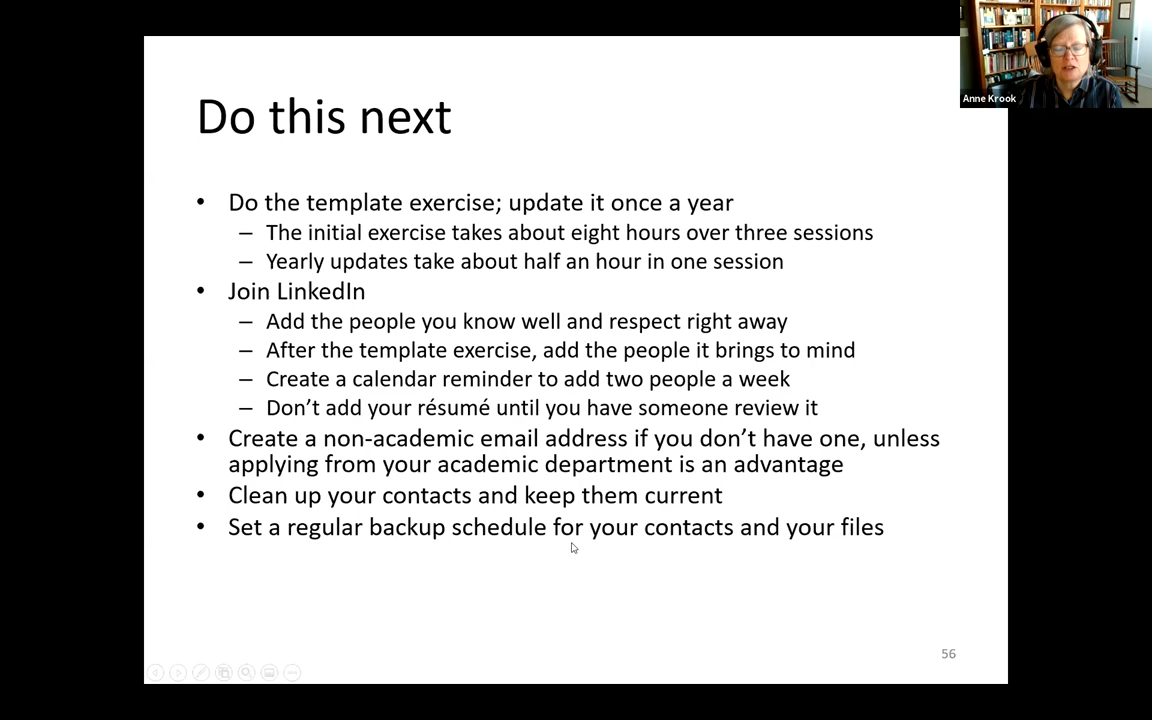 Anne Krook
Do this next
• Do the template exercise; update it once a year
– The initial exercise takes about eight hours over three sessions
– Yearly updates take about half an hour in one session
• Join LinkedIn
– Add the people you know well and respect right away
– After the template exercise, add the people it brings to mind
– Create a calendar reminder to add two people a week
– Don’t add your résumé until you have someone review it
• Create a non-academic email address if you don’t have one, unless
applying from your academic department is an advantage
• Clean up your contacts and keep them current
• Set a regular backup schedule for your contacts and your files
56